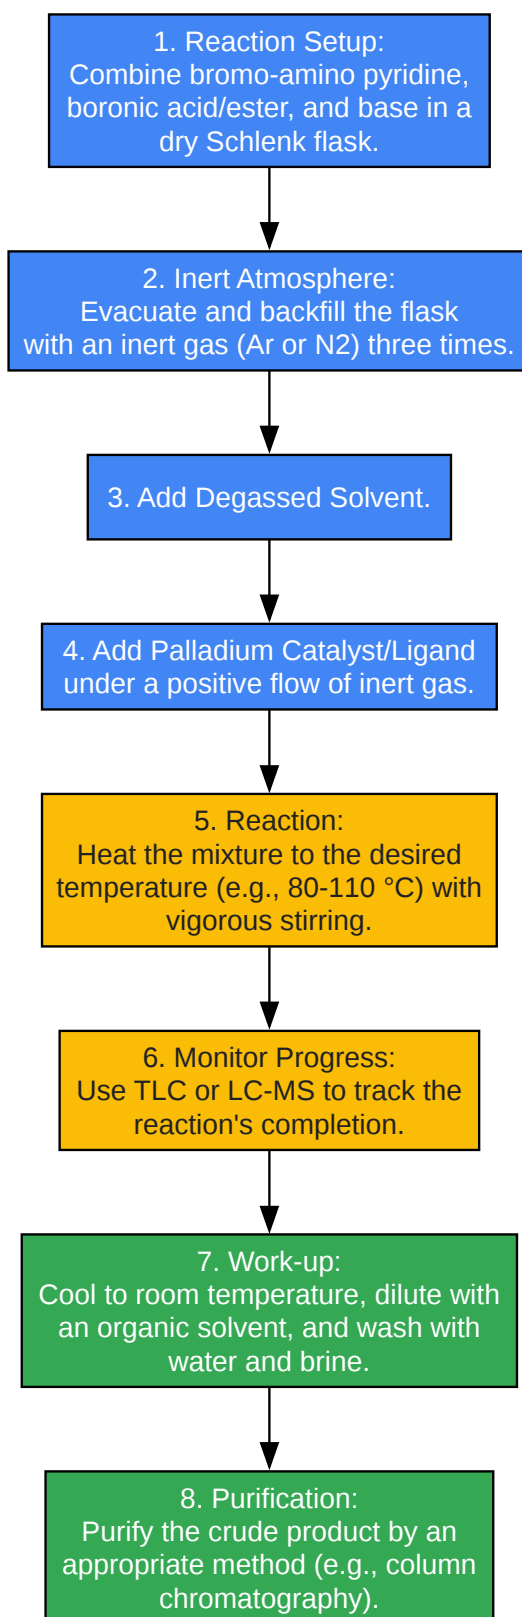 1. Reaction Setup:
Combine bromo-amino pyridine,
boronic acid/ester, and base in a
dry Schlenk flask.
2. Inert Atmosphere:
Evacuate and backfill the flask
with an inert gas (Ar or N2) three times.
3. Add Degassed Solvent.
4. Add Palladium Catalyst/Ligand
under a positive flow of inert gas.
5. Reaction:
Heat the mixture to the desired
temperature (e.g., 80-110 °C) with
vigorous stirring.
6. Monitor Progress:
Use TLC or LC-MS to track the
reaction's completion.
7. Work-up:
Cool to room temperature, dilute with
an organic solvent, and wash with
water and brine.
8. Purification:
Purify the crude product by an
appropriate method (e.g., column
chromatography).